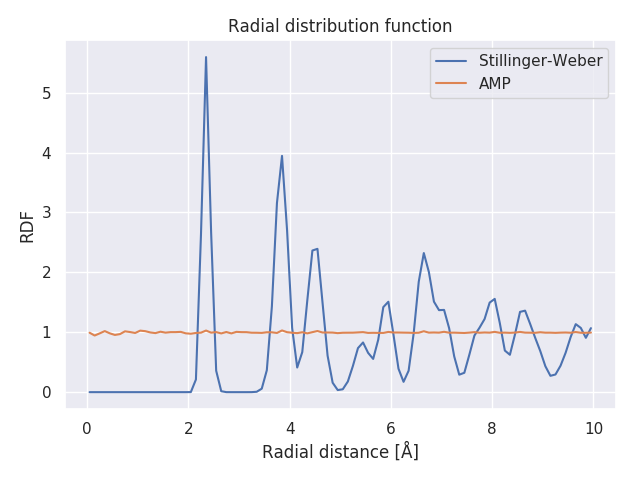 Radial distribution function
Stillinger-Weber
AMP
RDF
5
4
3
2
1
0
0 2 4 6 8 10
Radial distance [Å]